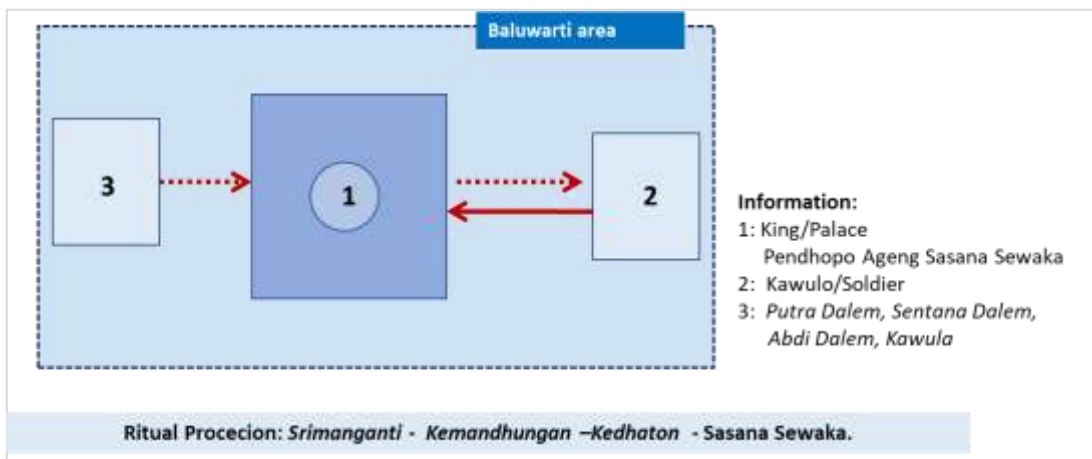 Baluwarti area
3
1
2
Information:
1: King/Palace
Pendhopo Ageng Sasana Sewaka
2: Kawulo/Soldier
3: Putra Dalem, Sentana Dalem,
Abdi Dalem, Kawula
Ritual Procecion: Srimanganti - Kemandhungan –Kedhaton - Sasana Sewaka.